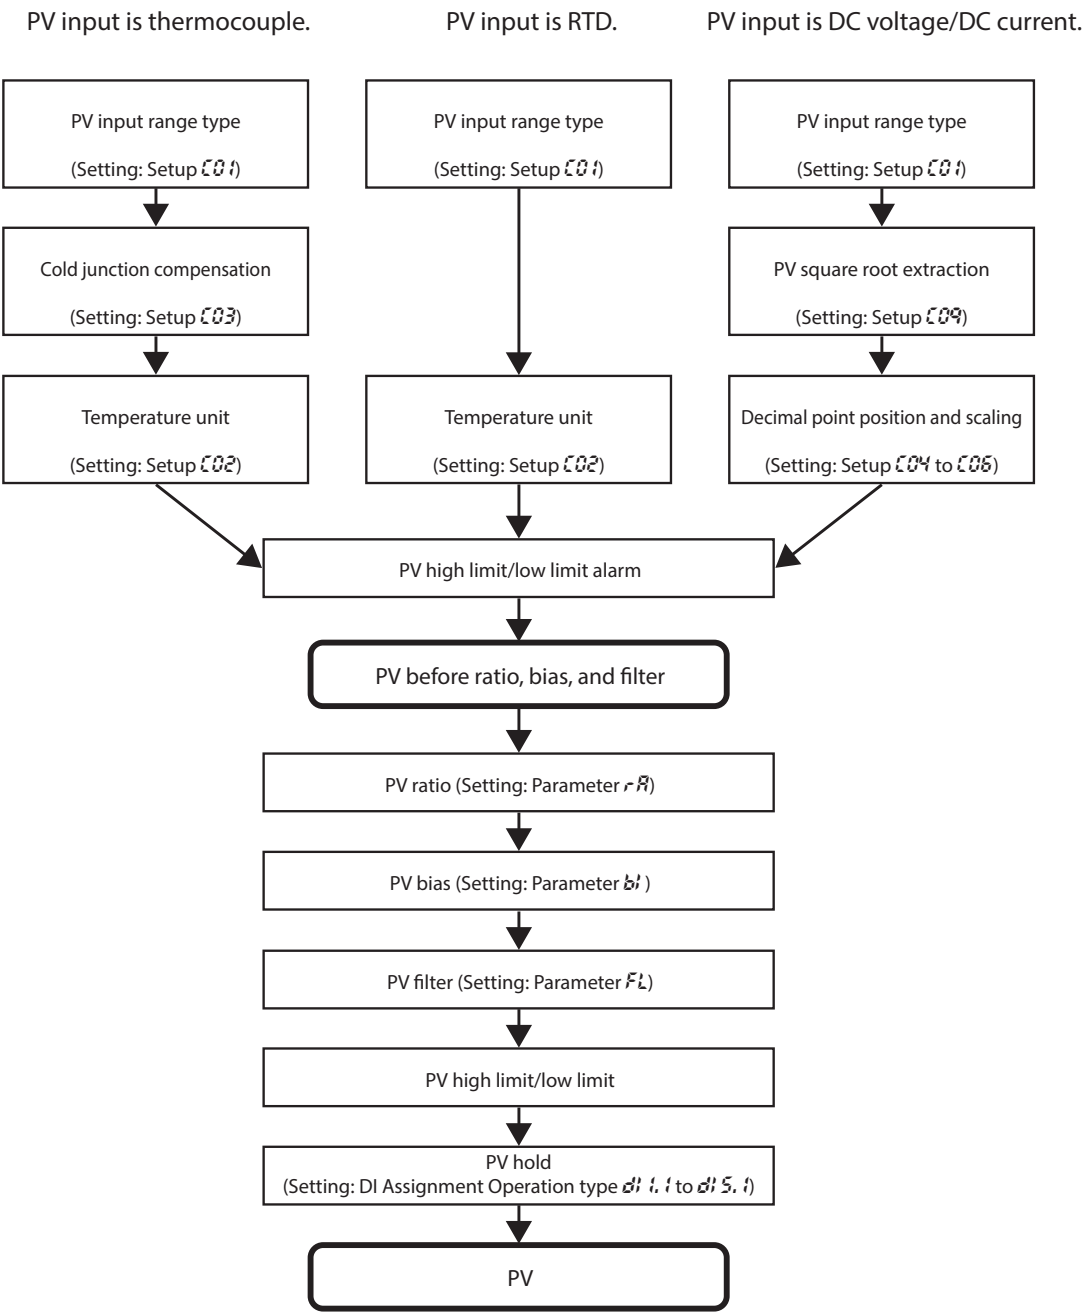 PV input is thermocouple.
PV input is RTD.
PV input is DC voltage/DC current.
PV input range type
(Setting: Setup C01)
PV input range type
(Setting: Setup C01)
PV input range type
(Setting: Setup C01)
Cold junction compensation
(Setting: Setup C03)
PV square root extraction
(Setting: Setup C09)
Temperature unit
(Setting: Setup C02)
Temperature unit
(Setting: Setup C02)
Decimal point position and scaling
(Setting: Setup C04 to C06)
PV high limit/low limit alarm
PV before ratio, bias, and filter
PV ratio (Setting: Parameter rA)
PV bias (Setting: Parameter bI)
PV filter (Setting: Parameter FL)
PV high limit/low limit
PV hold
(Setting: DI Assignment Operation type dI 1.1 to dI 5.1)
PV